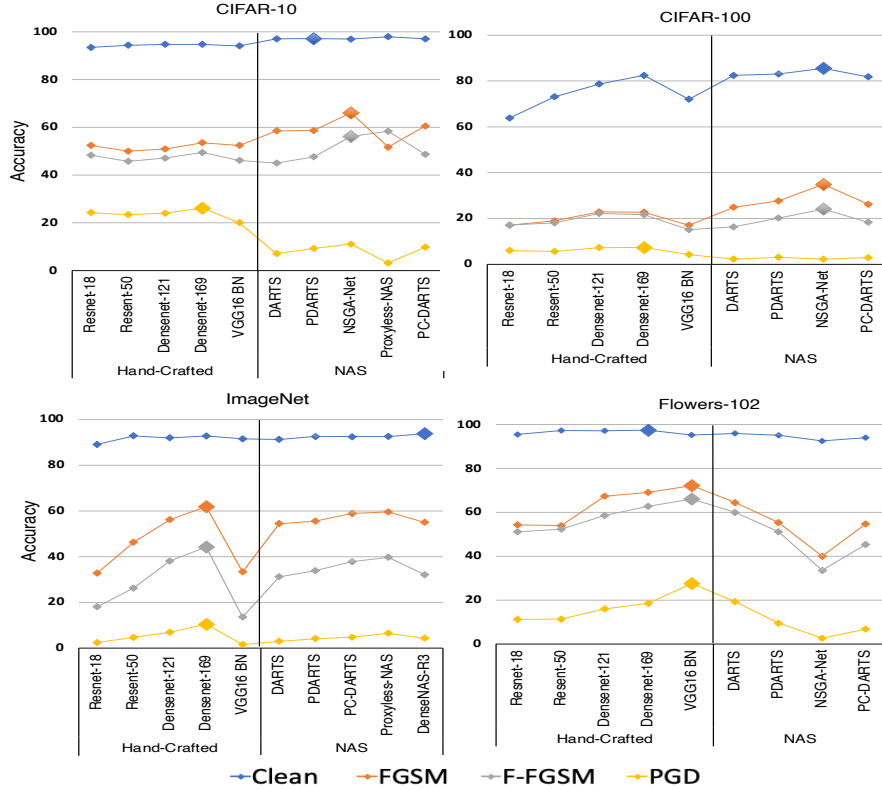 CIFAR-10
Accuracy
100
80
60
40
20
0
Resnet-18
Resent-50
Densenet-121
Densenet-169
VGG16 BN
DARTS
PDARTS
NSGA-Net
Proxyless-NAS
PC-DARTS
Hand-Crafted
NAS
CIFAR-100
100
80
60
40
20
0
Resnet-18
Resent-50
Densenet-121
Densenet-169
VGG16 BN
DARTS
PDARTS
NSGA-Net
PC-DARTS
Hand-Crafted
NAS
ImageNet
Accuracy
100
80
60
40
20
0
Resnet-18
Resent-50
Densenet-121
Densenet-169
VGG16 BN
DARTS
PDARTS
PC-DARTS
Proxyless-NAS
DenseNAS-R3
Hand-Crafted
NAS
Flowers-102
100
80
60
40
20
0
Resnet-18
Resent-50
Densenet-121
Densenet-169
VGG16 BN
DARTS
PDARTS
NSGA-Net
PC-DARTS
Hand-Crafted
NAS
Clean FGSM F-FGSM PGD